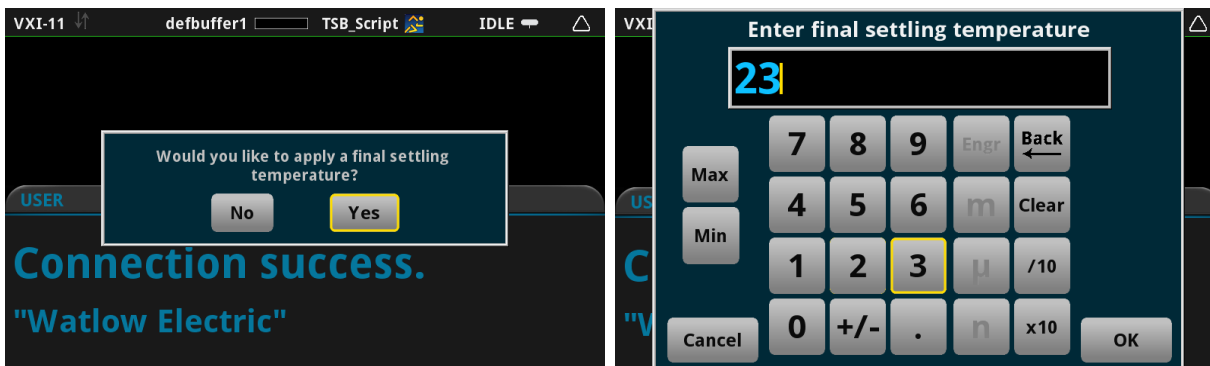 VXI-11 defbuffer1 TSB_Script IDLE
Would you like to apply a final settling
temperature?
No Yes
USER
Connection success.
"Watlow Electric"
VXI
Enter final settling temperature
23
7 8 9 Engr Back
Max
4 5 6 m Clear
Min
1 2 3 µ /10
0 +/- . n x10
Cancel OK
US
C
"W